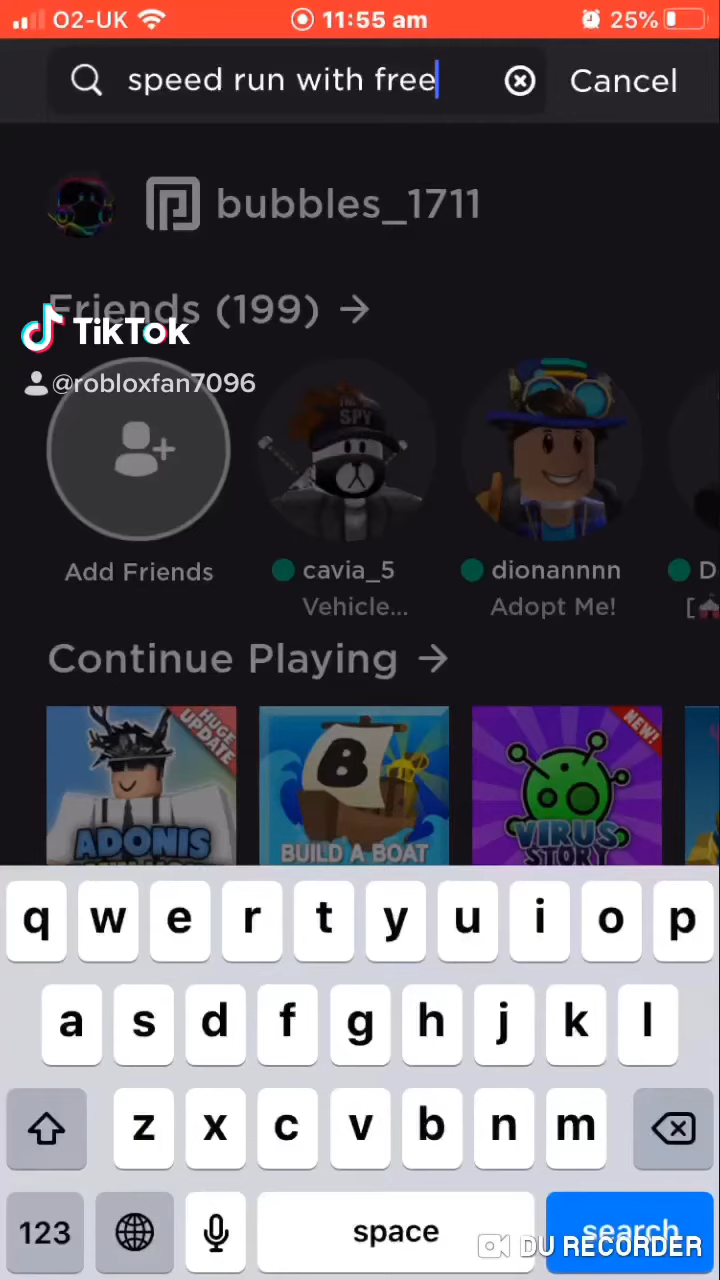 O2-UK 11:55 am 25%
speed run with free Cancel
bubbles_1711
Friends (199) →
TikTok
@robloxfan7096
SPY
Add Friends cavia_5 dionannnn D
Vehicle... Adopt Me! [
Continue Playing →
HUGE UPDATE
NEW!
B
ADONIS BUILD A BOAT VIRUS STORY
q w e r t y u i o p
a s d f g h j k l
z x c v b n m
123 space search
DU RECORDER